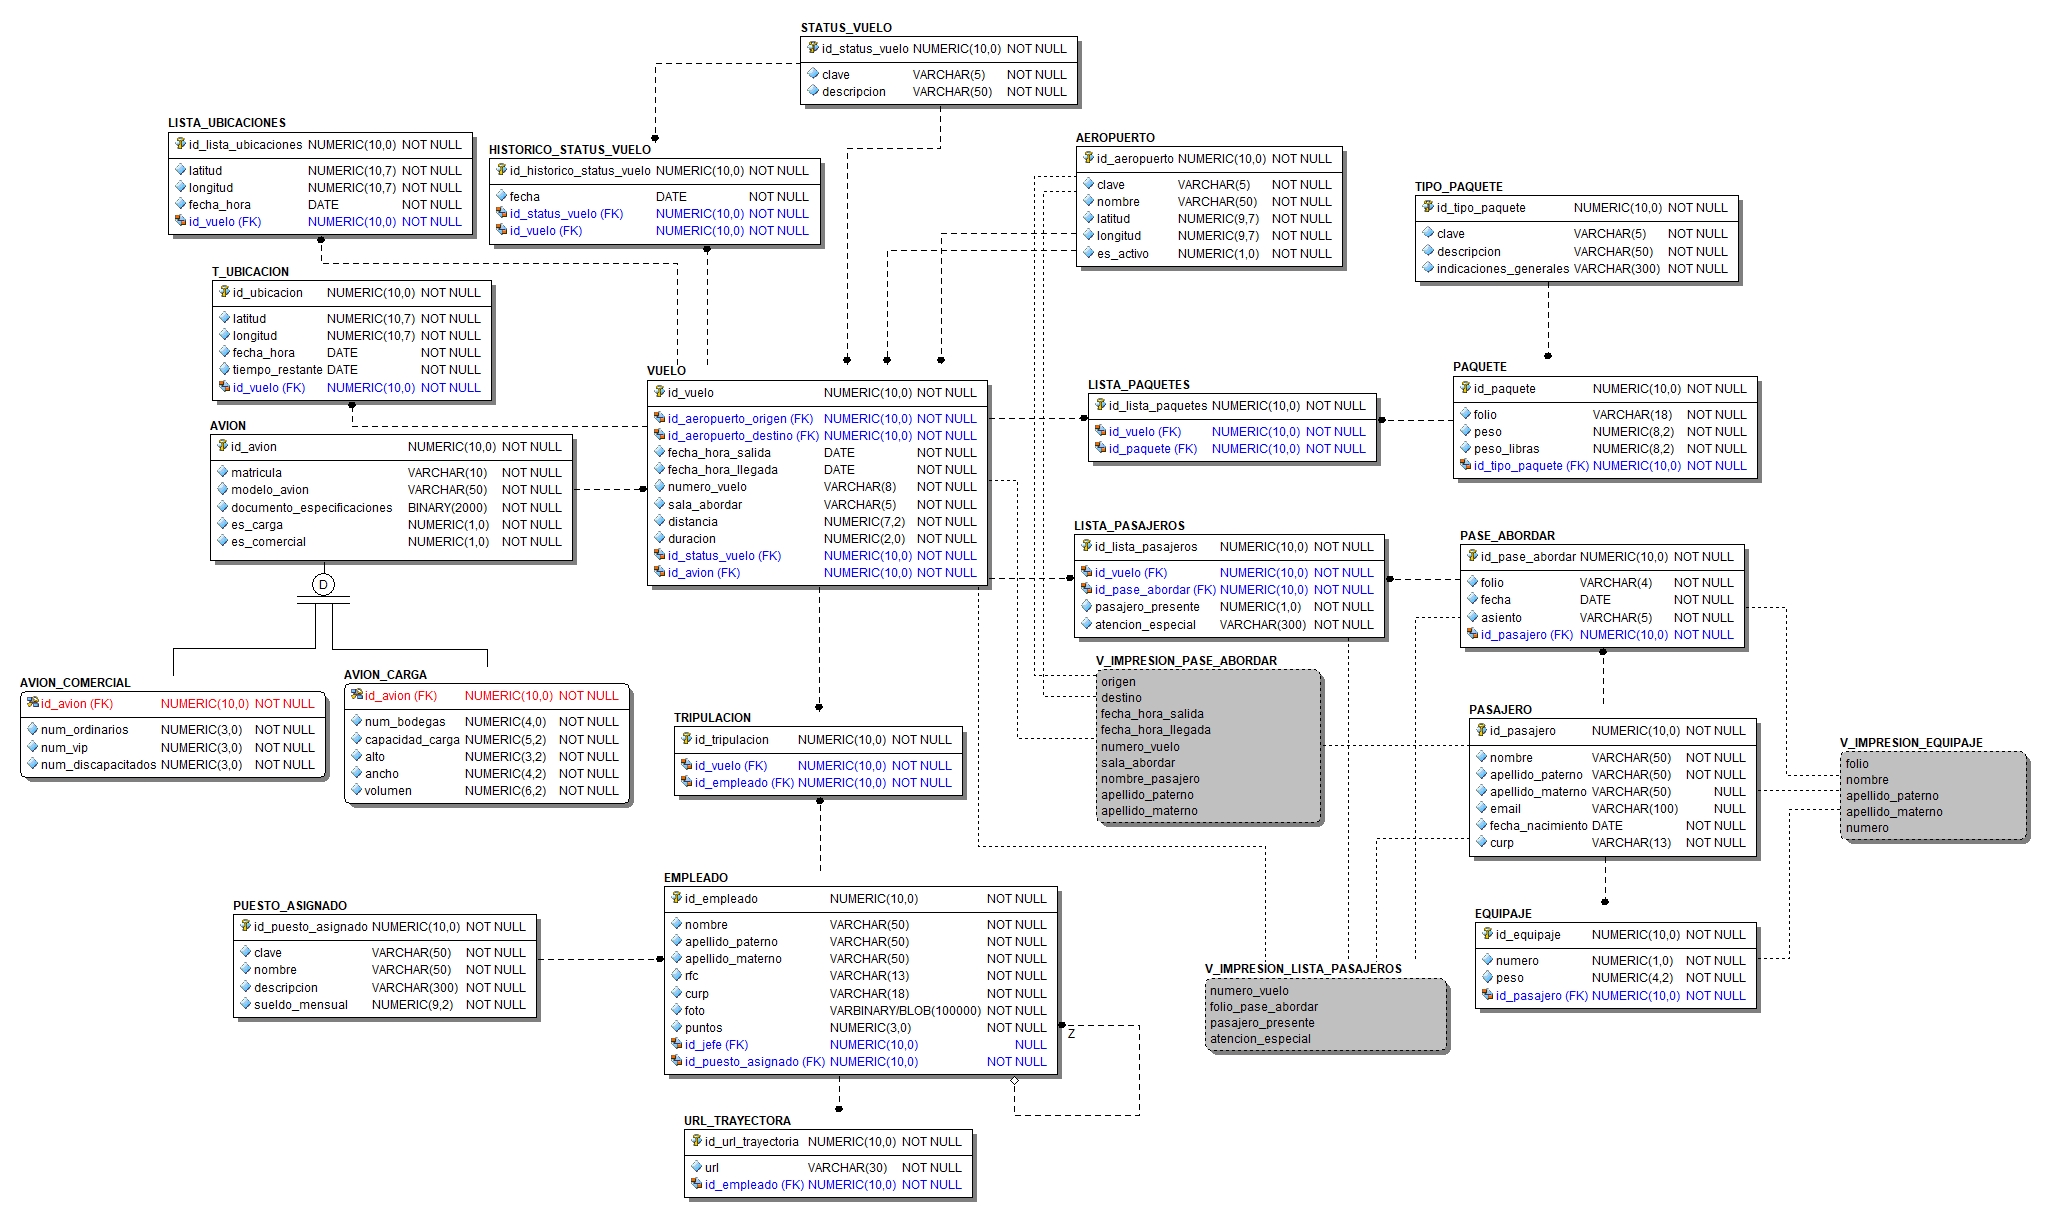 STATUS_VUELO
id_status_vuelo NUMERIC(10,0) NOT NULL
clave VARCHAR(5) NOT NULL
descripcion VARCHAR(50) NOT NULL
LISTA_UBICACIONES
id_lista_ubicaciones NUMERIC(10,0) NOT NULL
latitud NUMERIC(10,7) NOT NULL
longitud NUMERIC(10,7) NOT NULL
fecha_hora DATE NOT NULL
id_vuelo (FK) NUMERIC(10,0) NOT NULL
HISTORICO_STATUS_VUELO
id_historico_status_vuelo NUMERIC(10,0) NOT NULL
fecha DATE NOT NULL
id_status_vuelo (FK) NUMERIC(10,0) NOT NULL
id_vuelo (FK) NUMERIC(10,0) NOT NULL
AEROPUERTO
id_aeropuerto NUMERIC(10,0) NOT NULL
clave VARCHAR(5) NOT NULL
nombre VARCHAR(50) NOT NULL
latitud NUMERIC(9,7) NOT NULL
longitud NUMERIC(9,7) NOT NULL
es_activo NUMERIC(1,0) NOT NULL
TIPO_PAQUETE
id_tipo_paquete NUMERIC(10,0) NOT NULL
clave VARCHAR(5) NOT NULL
descripcion VARCHAR(50) NOT NULL
indicaciones_generales VARCHAR(300) NOT NULL
T_UBICACION
id_ubicacion NUMERIC(10,0) NOT NULL
latitud NUMERIC(10,7) NOT NULL
longitud NUMERIC(10,7) NOT NULL
fecha_hora DATE NOT NULL
tiempo_restante DATE NOT NULL
id_vuelo (FK) NUMERIC(10,0) NOT NULL
VUELO
id_vuelo NUMERIC(10,0) NOT NULL
id_aeropuerto_origen (FK) NUMERIC(10,0) NOT NULL
id_aeropuerto_destino (FK) NUMERIC(10,0) NOT NULL
fecha_hora_salida DATE NOT NULL
fecha_hora_llegada DATE NOT NULL
numero_vuelo VARCHAR(8) NOT NULL
sala_abordar VARCHAR(5) NOT NULL
distancia NUMERIC(7,2) NOT NULL
duracion NUMERIC(2,0) NOT NULL
id_status_vuelo (FK) NUMERIC(10,0) NOT NULL
id_avion (FK) NUMERIC(10,0) NOT NULL
LISTA_PAQUETES
id_lista_paquetes NUMERIC(10,0) NOT NULL
id_vuelo (FK) NUMERIC(10,0) NOT NULL
id_paquete (FK) NUMERIC(10,0) NOT NULL
PAQUETE
id_paquete NUMERIC(10,0) NOT NULL
folio VARCHAR(18) NOT NULL
peso NUMERIC(8,2) NOT NULL
peso_libras NUMERIC(8,2) NOT NULL
id_tipo_paquete (FK) NUMERIC(10,0) NOT NULL
AVION
id_avion NUMERIC(10,0) NOT NULL
matricula VARCHAR(10) NOT NULL
modelo_avion VARCHAR(50) NOT NULL
documento_especificaciones BINARY(2000) NOT NULL
es_carga NUMERIC(1,0) NOT NULL
es_comercial NUMERIC(1,0) NOT NULL
D
LISTA_PASAJEROS
id_lista_pasajeros NUMERIC(10,0) NOT NULL
id_vuelo (FK) NUMERIC(10,0) NOT NULL
id_pase_abordar (FK) NUMERIC(10,0) NOT NULL
pasajero_presente NUMERIC(1,0) NOT NULL
atencion_especial VARCHAR(300) NOT NULL
PASE_ABORDAR
id_pase_abordar NUMERIC(10,0) NOT NULL
folio VARCHAR(4) NOT NULL
fecha DATE NOT NULL
asiento VARCHAR(5) NOT NULL
id_pasajero (FK) NUMERIC(10,0) NOT NULL
AVION_COMERCIAL
id_avion (FK) NUMERIC(10,0) NOT NULL
num_ordinarios NUMERIC(3,0) NOT NULL
num_vip NUMERIC(3,0) NOT NULL
num_discapacitados NUMERIC(3,0) NOT NULL
AVION_CARGA
id_avion (FK) NUMERIC(10,0) NOT NULL
num_bodegas NUMERIC(4,0) NOT NULL
capacidad_carga NUMERIC(5,2) NOT NULL
alto NUMERIC(3,2) NOT NULL
ancho NUMERIC(4,2) NOT NULL
volumen NUMERIC(6,2) NOT NULL
V_IMPRESION_PASE_ABORDAR
origen
destino
fecha_hora_salida
fecha_hora_llegada
numero_vuelo
sala_abordar
nombre_pasajero
apellido_paterno
apellido_materno
TRIPULACION
id_tripulacion NUMERIC(10,0) NOT NULL
id_vuelo (FK) NUMERIC(10,0) NOT NULL
id_empleado (FK) NUMERIC(10,0) NOT NULL
PASAJERO
id_pasajero NUMERIC(10,0) NOT NULL
nombre VARCHAR(50) NOT NULL
apellido_paterno VARCHAR(50) NOT NULL
apellido_materno VARCHAR(50) NULL
email VARCHAR(100) NULL
fecha_nacimiento DATE NOT NULL
curp VARCHAR(13) NOT NULL
V_IMPRESION_EQUIPAJE
folio
nombre
apellido_paterno
apellido_materno
numero
EMPLEADO
id_empleado NUMERIC(10,0) NOT NULL
nombre VARCHAR(50) NOT NULL
apellido_paterno VARCHAR(50) NOT NULL
apellido_materno VARCHAR(50) NOT NULL
rfc VARCHAR(13) NOT NULL
curp VARCHAR(18) NOT NULL
foto VARBINARY/BLOB(100000) NOT NULL
puntos NUMERIC(3,0) NOT NULL
id_jefe (FK) NUMERIC(10,0) NULL
id_puesto_asignado (FK) NUMERIC(10,0) NOT NULL
Z
PUESTO_ASIGNADO
id_puesto_asignado NUMERIC(10,0) NOT NULL
clave VARCHAR(50) NOT NULL
nombre VARCHAR(50) NOT NULL
descripcion VARCHAR(300) NOT NULL
sueldo_mensual NUMERIC(9,2) NOT NULL
EQUIPAJE
id_equipaje NUMERIC(10,0) NOT NULL
numero NUMERIC(1,0) NOT NULL
peso NUMERIC(4,2) NOT NULL
id_pasajero (FK) NUMERIC(10,0) NOT NULL
V_IMPRESION_LISTA_PASAJEROS
numero_vuelo
folio_pase_abordar
pasajero_presente
atencion_especial
URL_TRAYECTORA
id_url_trayectoria NUMERIC(10,0) NOT NULL
url VARCHAR(30) NOT NULL
id_empleado (FK) NUMERIC(10,0) NOT NULL